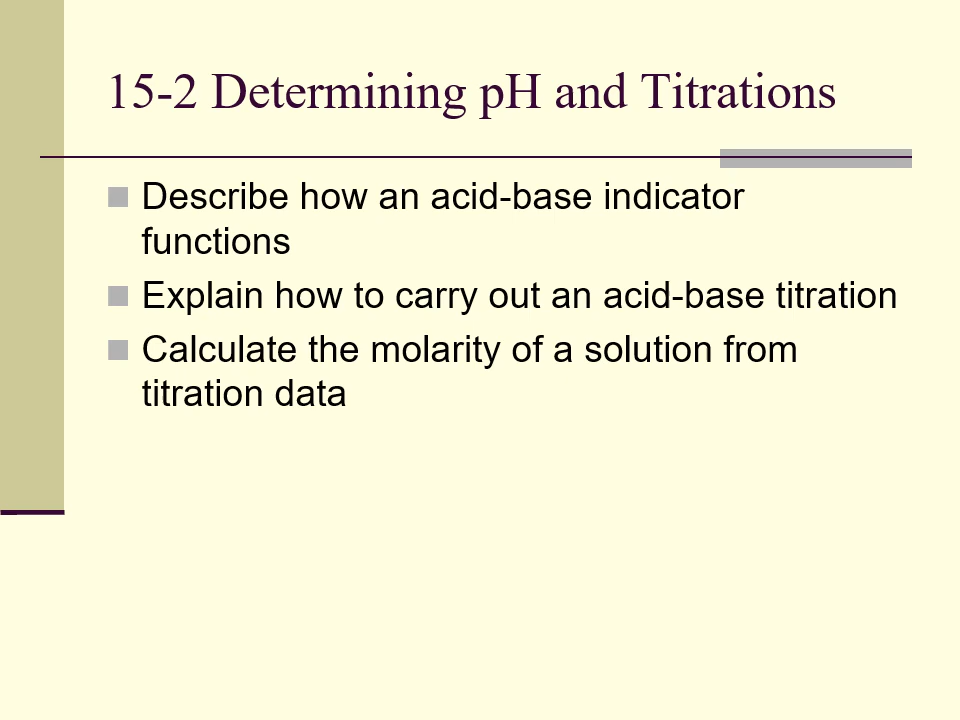 15-2 Determining pH and Titrations
Describe how an acid-base indicator
functions
Explain how to carry out an acid-base titration
Calculate the molarity of a solution from
titration data